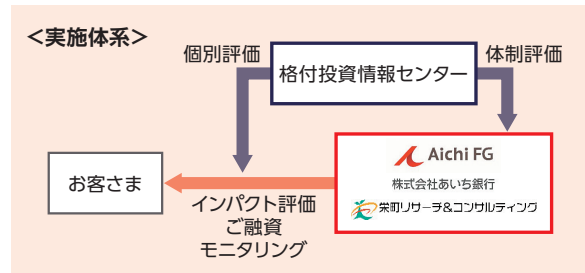 ＜実施体系＞
個別評価
格付投資情報センター
体制評価
Aichi FG
株式会社あいち銀行
栄町リサーチ&コンサルティング
お客さま
インパクト評価
ご融資
モニタリング